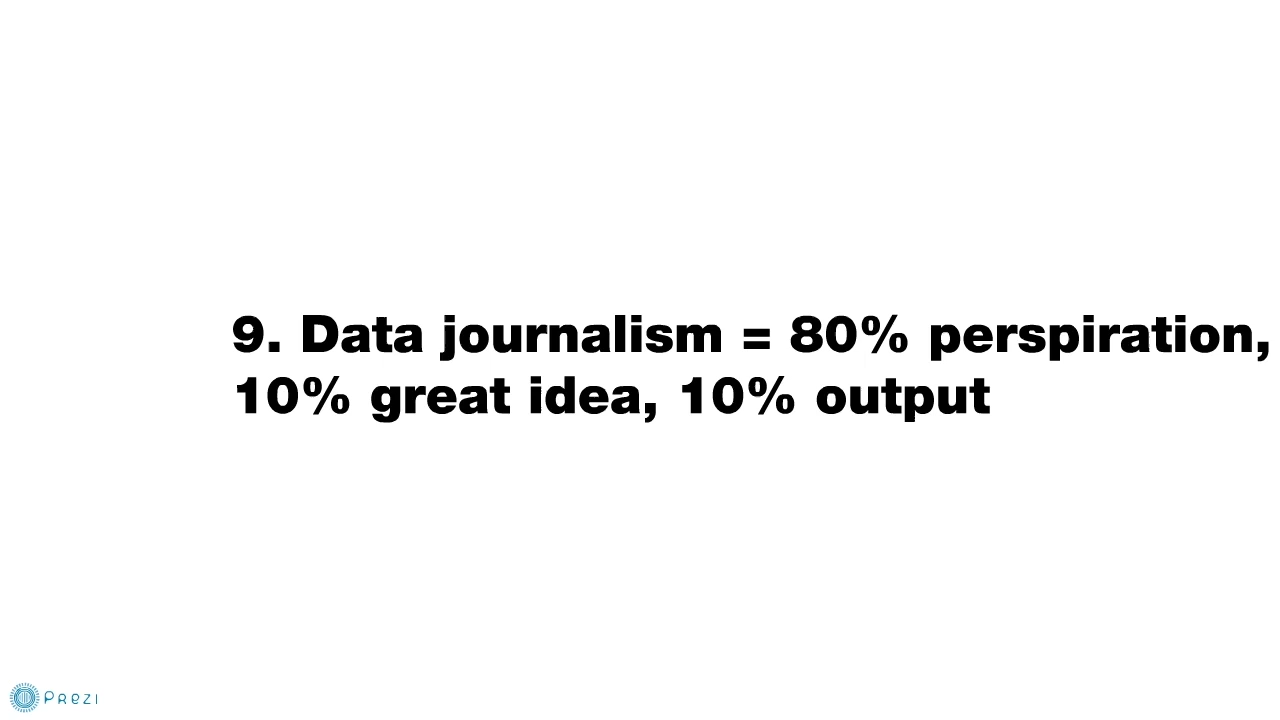 9. Data journalism = 80% perspiration,
10% great idea, 10% output
Prezi